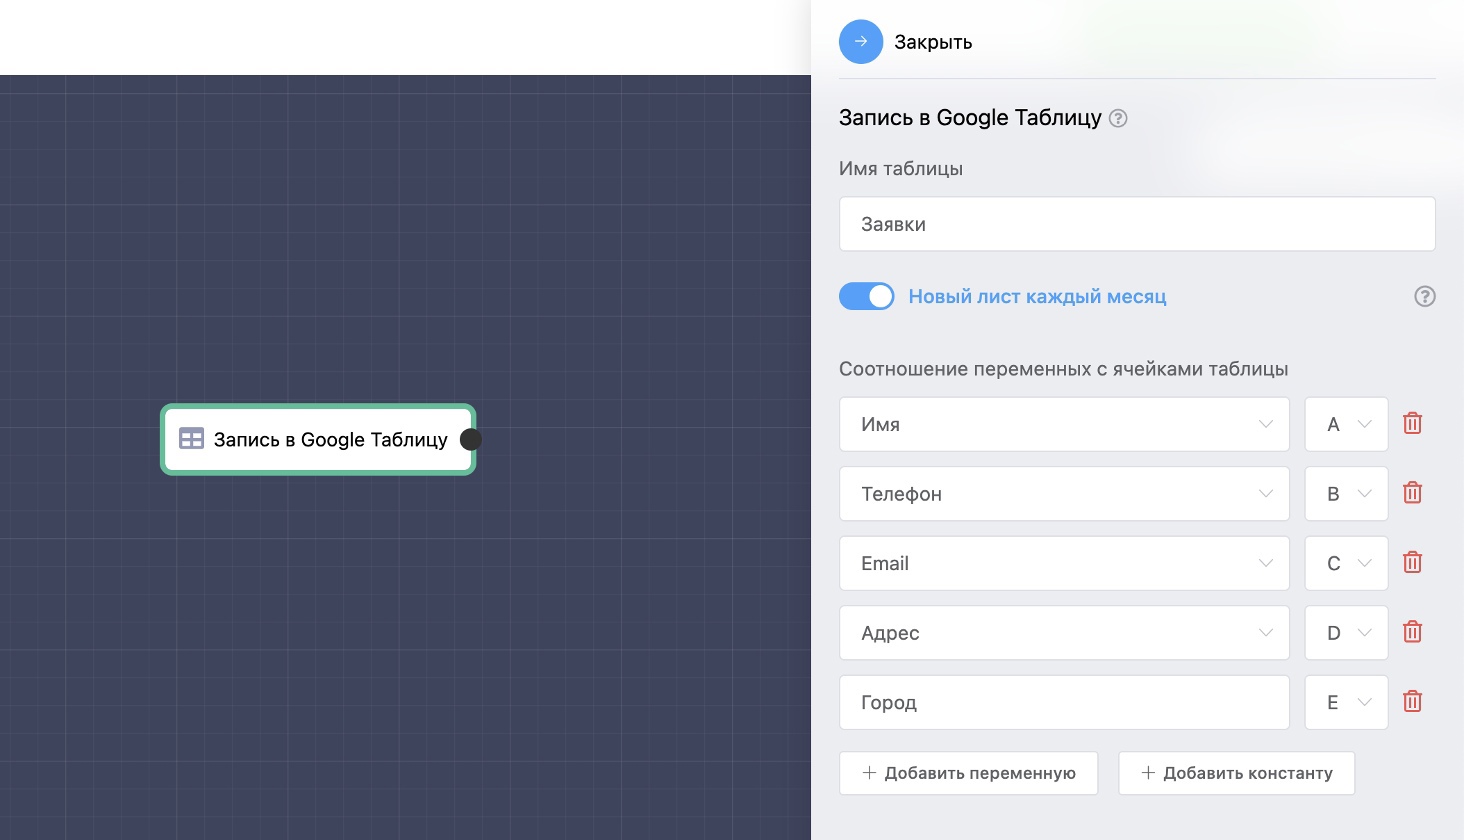 Закрыть
Запись в Google Таблицу ?
Имя таблицы
Заявки
Новый лист каждый месяц ?
Соотношение переменных с ячейками таблицы
Имя A
Телефон B
Email C
Адрес D
Город E
+ Добавить переменную + Добавить константу
Запись в Google Таблицу